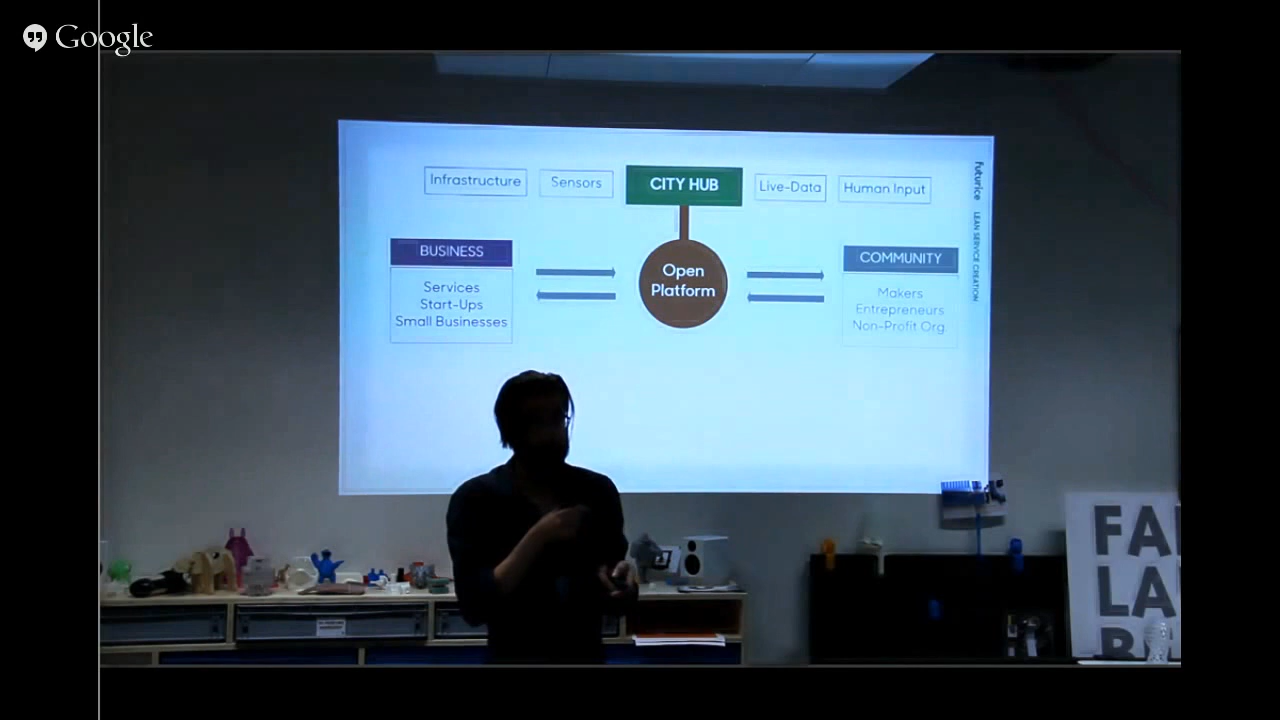 Google
Infrastructure
Sensors
CITY HUB
Live-Data
Human Input
futurice LEAN SERVICE CREATION
BUSINESS
Services
Start-Ups
Small Businesses
Open
Platform
COMMUNITY
Makers
Entrepreneurs
Non-Profit Org.
FA
LA